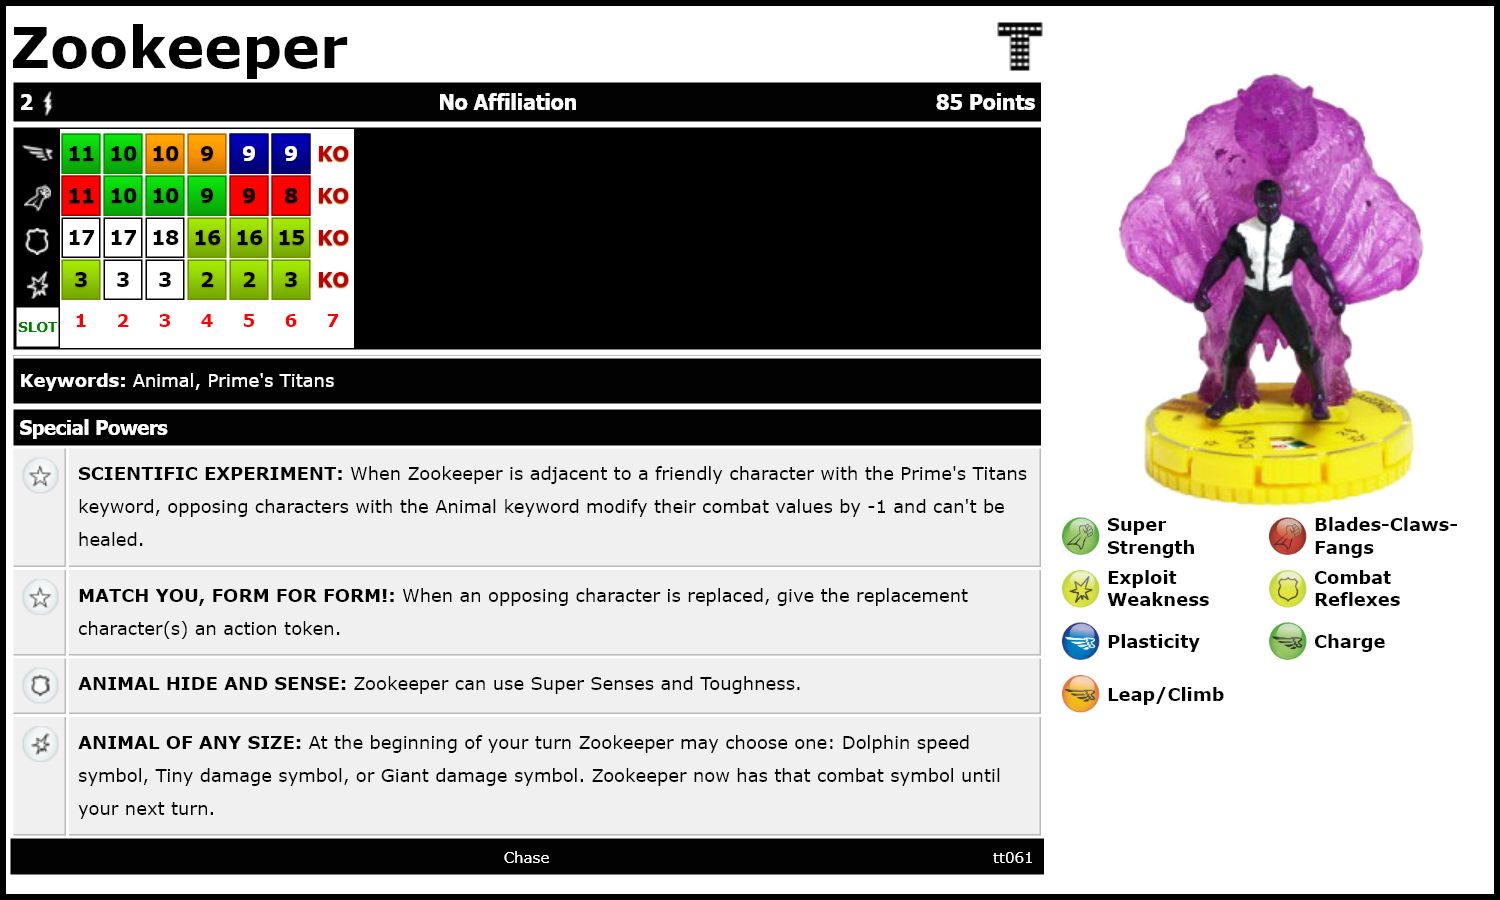 Zookeeper
T
2 No Affiliation 85 Points
11 10 10 9 9 9 KO
11 10 10 9 9 8 KO
17 17 18 16 16 15 KO
3 3 3 2 2 3 KO
SLOT 1 2 3 4 5 6 7
Keywords: Animal, Prime's Titans
Special Powers
SCIENTIFIC EXPERIMENT: When Zookeeper is adjacent to a friendly character with the Prime's Titans
keyword, opposing characters with the Animal keyword modify their combat values by -1 and can't be
healed.
MATCH YOU, FORM FOR FORM!: When an opposing character is replaced, give the replacement
character(s) an action token.
ANIMAL HIDE AND SENSE: Zookeeper can use Super Senses and Toughness.
ANIMAL OF ANY SIZE: At the beginning of your turn Zookeeper may choose one: Dolphin speed
symbol, Tiny damage symbol, or Giant damage symbol. Zookeeper now has that combat symbol until
your next turn.
Chase tt061
Super
Strength
Blades-Claws-
Fangs
Exploit
Weakness
Combat
Reflexes
Plasticity
Charge
Leap/Climb